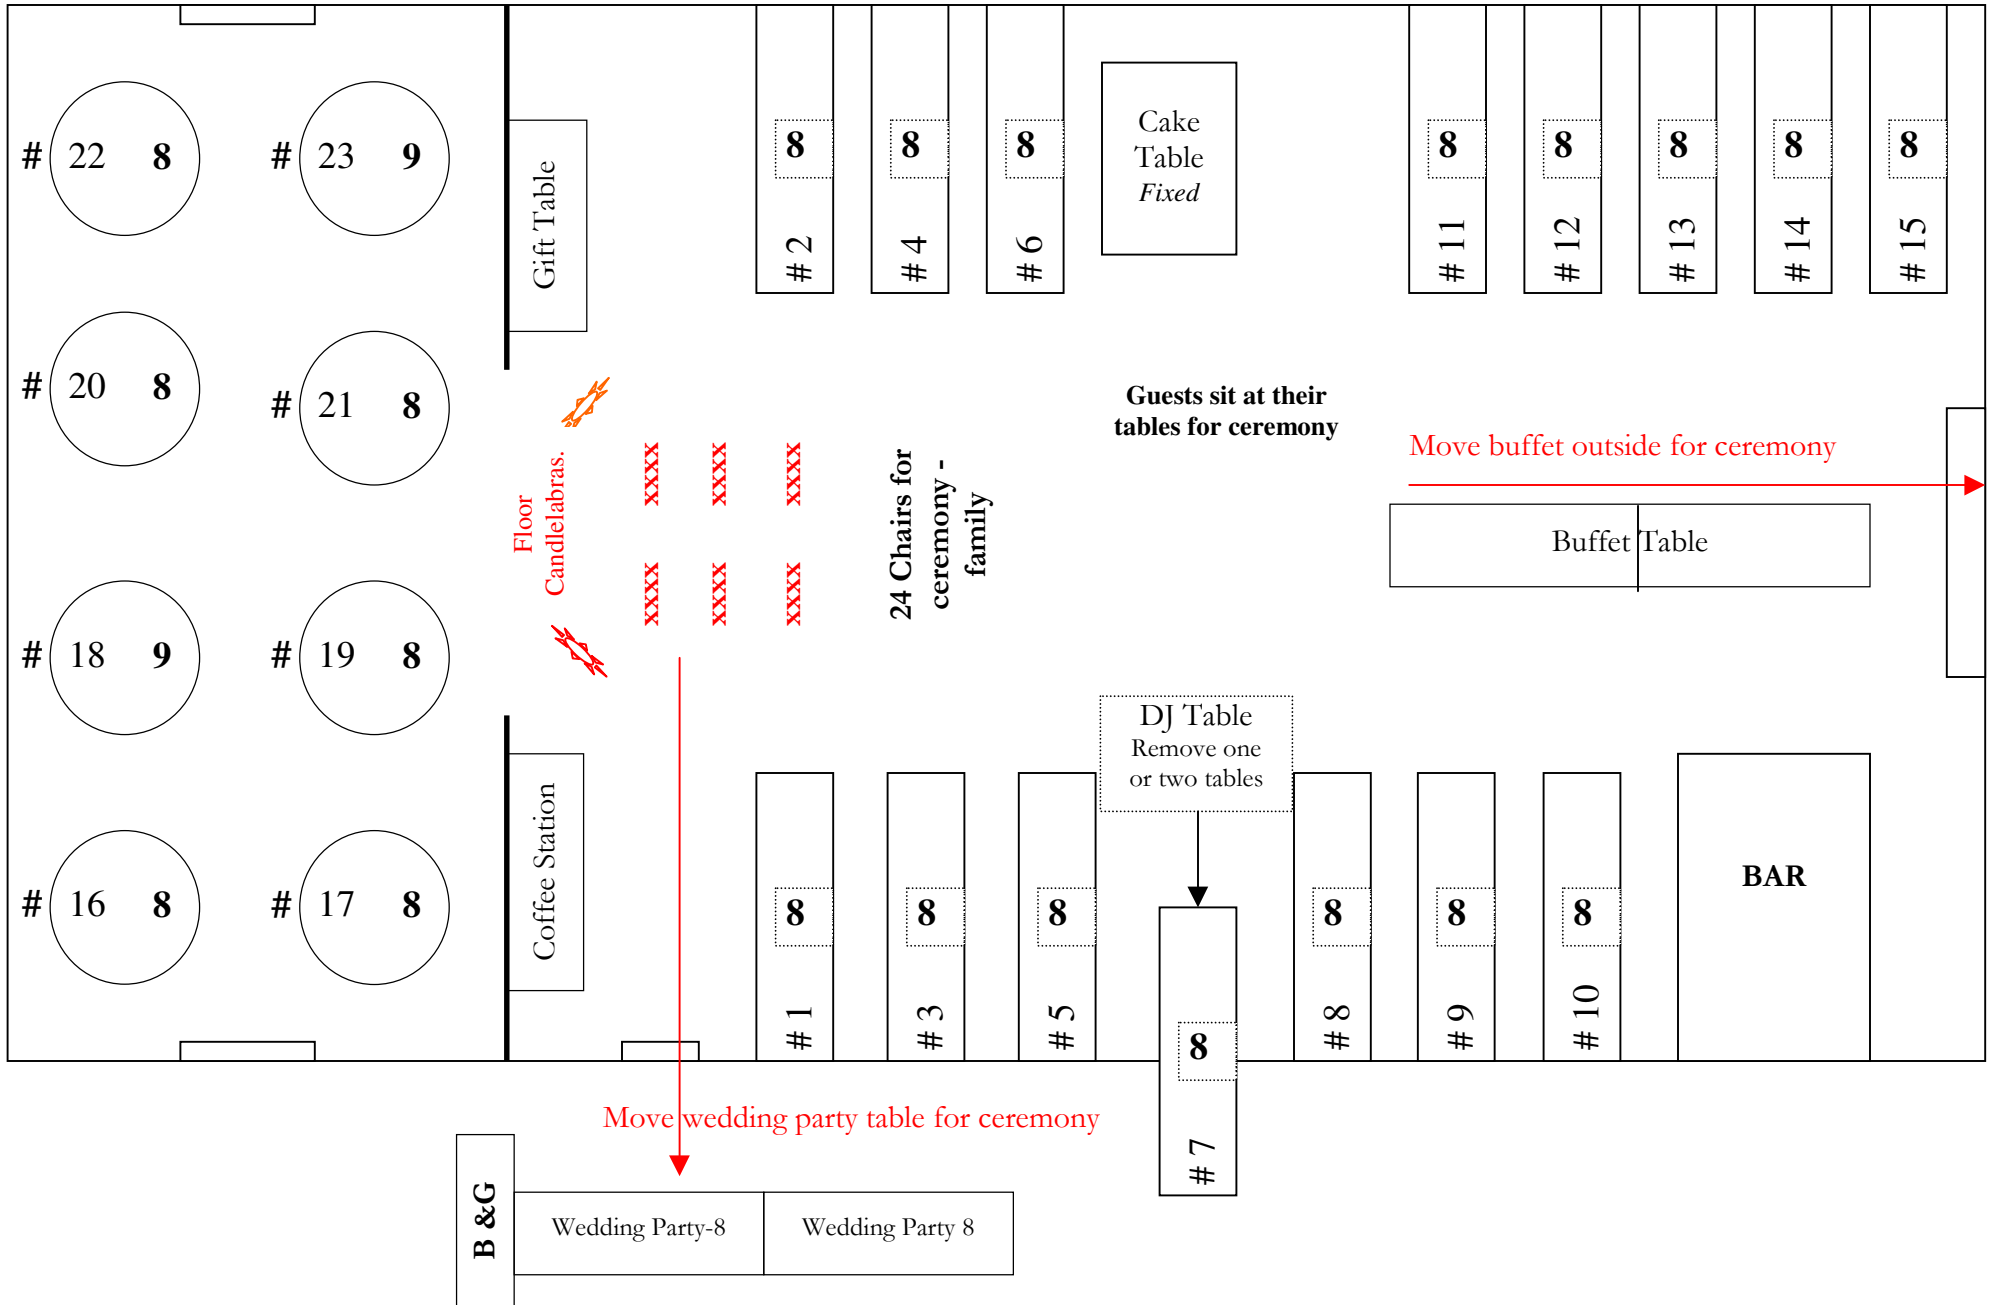 # 22 8
# 23 9
# 20 8
# 21 8
# 18 9
# 19 8
# 16 8
# 17 8
Gift Table
Coffee Station
Floor
Candlelabras.
xxxx
xxxx
xxxx
xxxx
xxxx
xxxx
24 Chairs for
ceremony -
family
8
# 2
8
# 4
8
# 6
Cake
Table
Fixed
8
# 11
8
# 12
8
# 13
8
# 14
8
# 15
Guests sit at their
tables for ceremony
Move buffet outside for ceremony
Buffet Table
DJ Table
Remove one
or two tables
8
# 1
8
# 3
8
# 5
8
# 7
8
# 8
8
# 9
8
# 10
BAR
Move wedding party table for ceremony
B &G
Wedding Party-8
Wedding Party 8